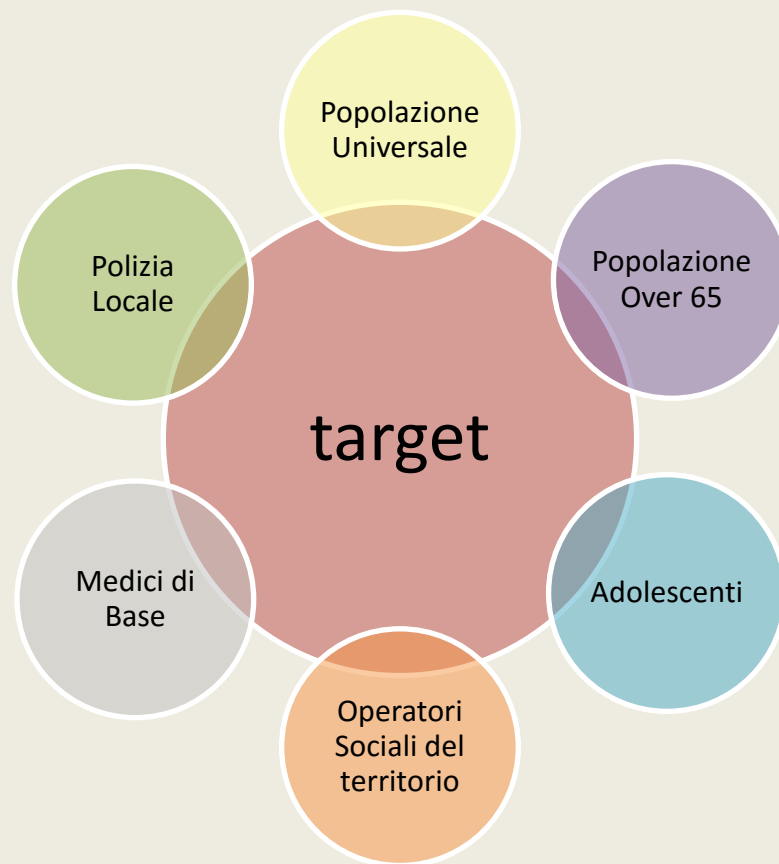 Popolazione
Universale
Polizia
Locale
Popolazione
Over 65
target
Medici di
Base
Adolescenti
Operatori
Sociali del
territorio